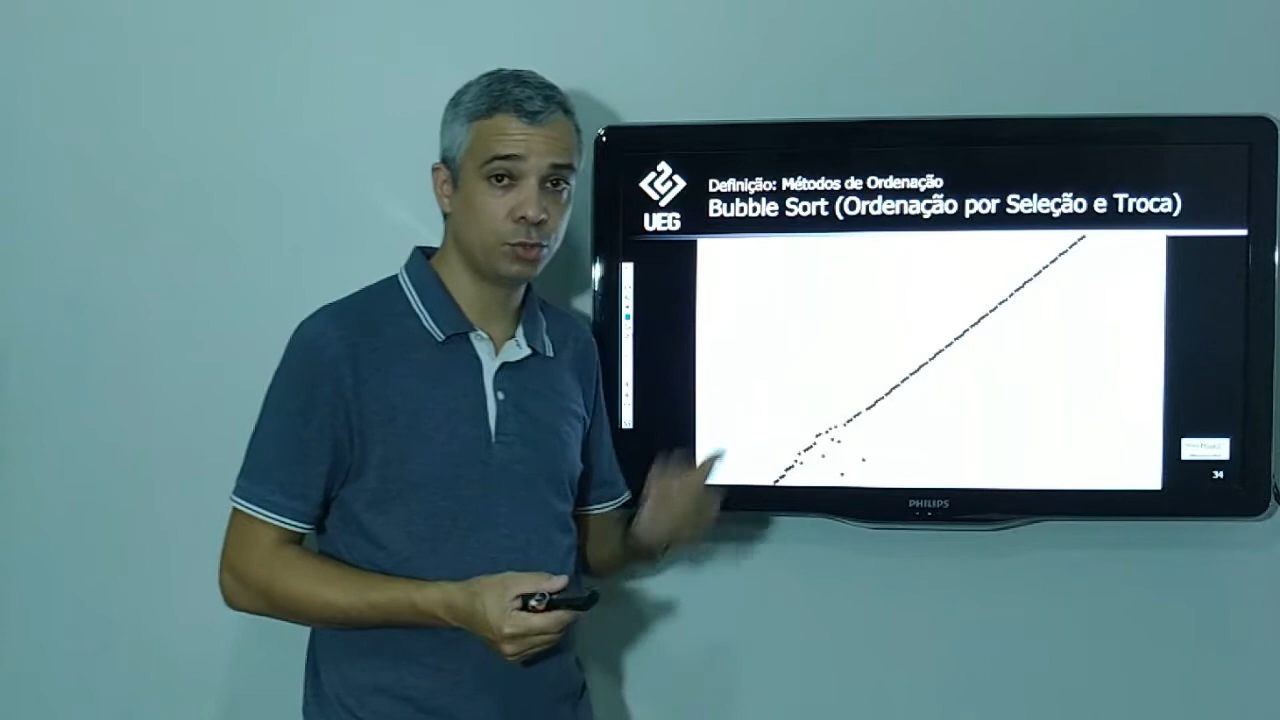 Definição: Métodos de Ordenação
UEG
Bubble Sort (Ordenação por Seleção e Troca)
34
PHILIPS